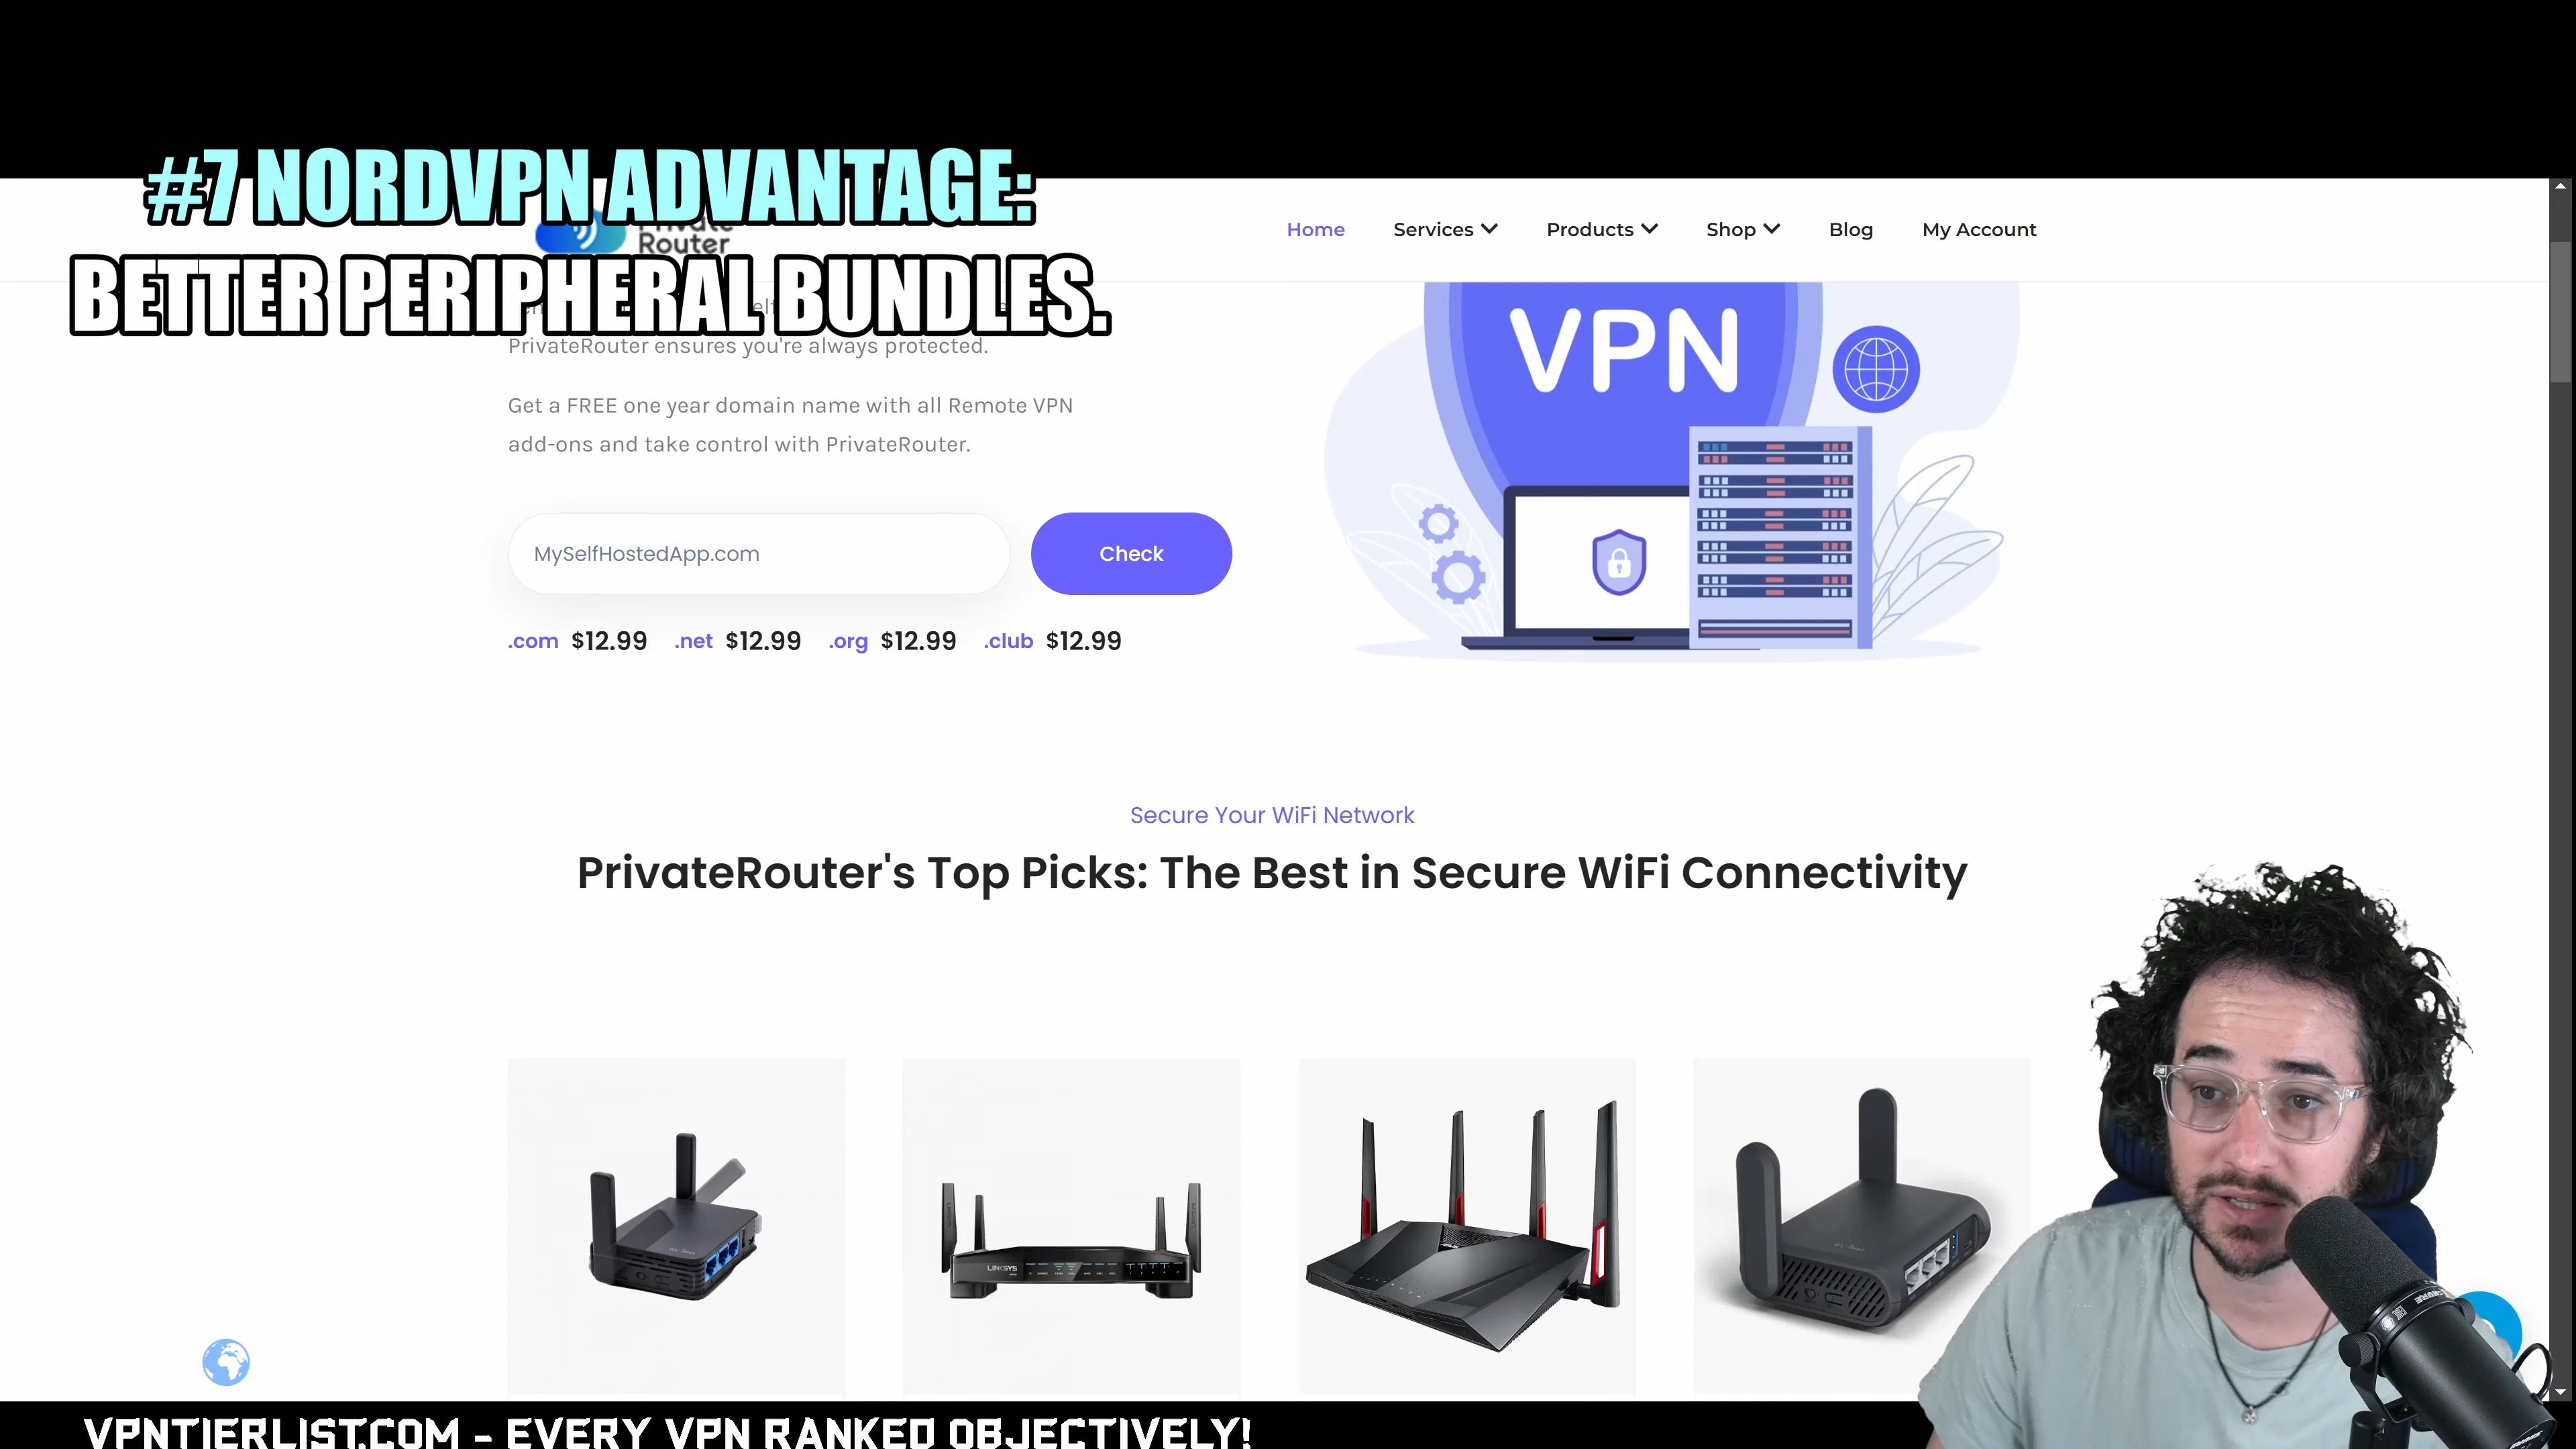 #7 NORDVPN ADVANTAGE:
BETTER PERIPHERAL BUNDLES.
Router
Home Services Products Shop Blog My Account
PrivateRouter ensures you're always protected.
Get a FREE one year domain name with all Remote VPN
add-ons and take control with PrivateRouter.
MySelfHostedApp.com
Check
.com $12.99 .net $12.99 .org $12.99 .club $12.99
VPN
Secure Your WiFi Network
PrivateRouter's Top Picks: The Best in Secure WiFi Connectivity
LINKSYS
VPNTIERLIST.COM - EVERY VPN RANKED OBJECTIVELY!